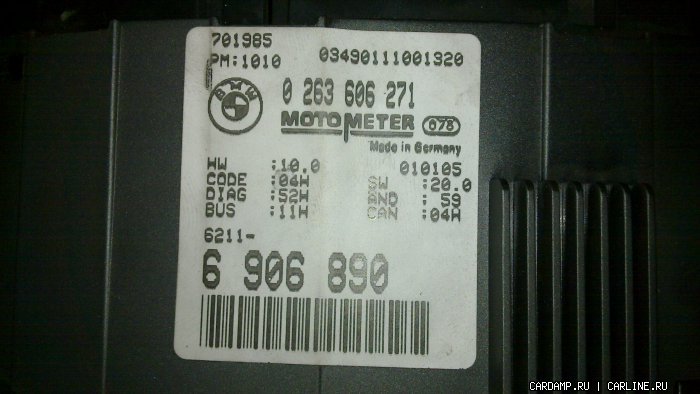 701985
PM:1010
03490111001320
BMW
0 263 606 271
MOTOMETER
075
Made in Germany
HW :10.0
010105
CODE :04H
SW :20.0
DIAG :52H
AND : 59
BUS :11H
CAN :04H
6211-
6 906 890
CARDAMP.RU | CARLINE.RU